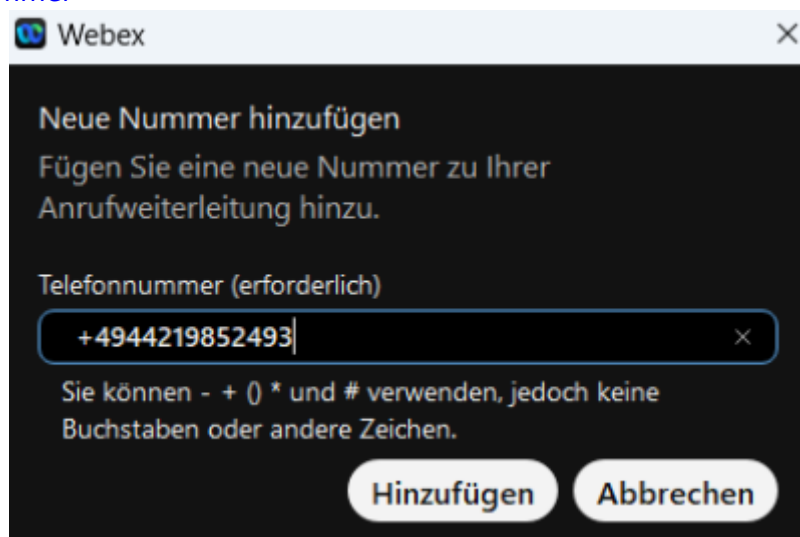 Webex
Neue Nummer hinzufügen
Fügen Sie eine neue Nummer zu Ihrer
Anrufweiterleitung hinzu.
Telefonnummer (erforderlich)
+4944219852493
Sie können - + () * und # verwenden, jedoch keine
Buchstaben oder andere Zeichen.
Hinzufügen Abbrechen